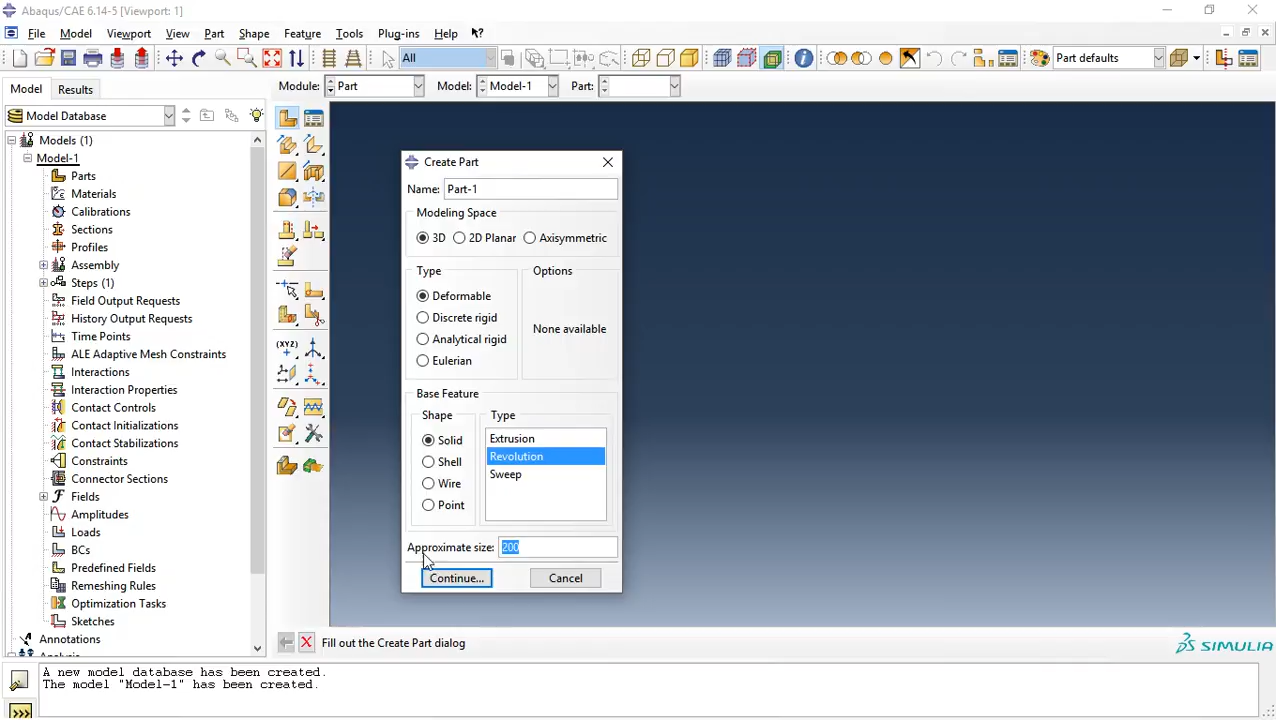 Abaqus/CAE 6.14-5 [Viewport: 1]
File Model Viewport View Part Shape Feature Tools Plug-ins Help
All Part defaults
Model Results Module: Part Model: Model-1 Part:
Model Database
Models (1)
Model-1
Parts
Materials
Calibrations
Sections
Profiles
Assembly
Steps (1)
Field Output Requests
History Output Requests
Time Points
ALE Adaptive Mesh Constraints
Interactions
Interaction Properties
Contact Controls
Contact Initializations
Contact Stabilizations
Constraints
Connector Sections
Fields
Amplitudes
Loads
BCs
Predefined Fields
Remeshing Rules
Optimization Tasks
Sketches
Annotations
(XYZ)
Create Part
Name: Part-1
Modeling Space
3D 2D Planar Axisymmetric
Type Options
Deformable
Discrete rigid
None available
Analytical rigid
Eulerian
Base Feature
Shape Type
Solid Extrusion
Revolution
Shell Sweep
Wire
Point
Approximate size: 200
Continue... Cancel
Fill out the Create Part dialog
SIMULIA
A new model database has been created.
The model "Model-1" has been created.
>>>